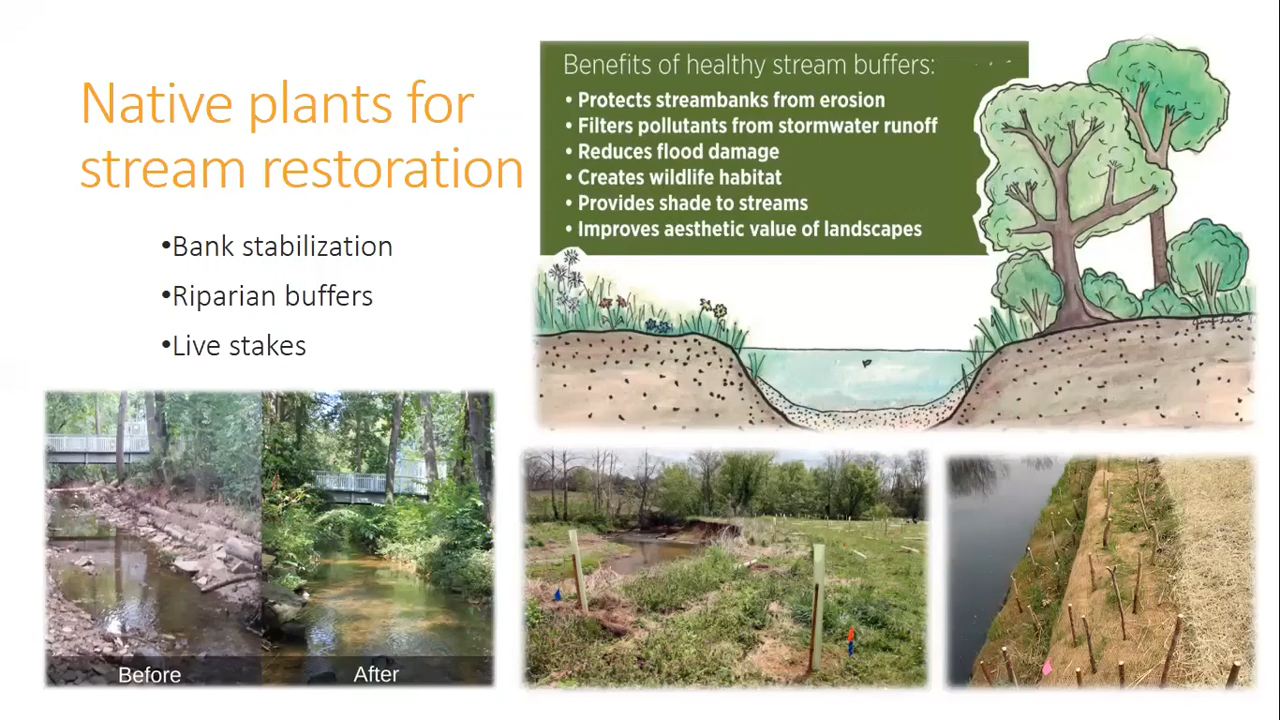 Native plants for
stream restoration
•Bank stabilization
•Riparian buffers
•Live stakes
Benefits of healthy stream buffers:
• Protects streambanks from erosion
• Filters pollutants from stormwater runoff
• Reduces flood damage
• Creates wildlife habitat
• Provides shade to streams
• Improves aesthetic value of landscapes
Before
After